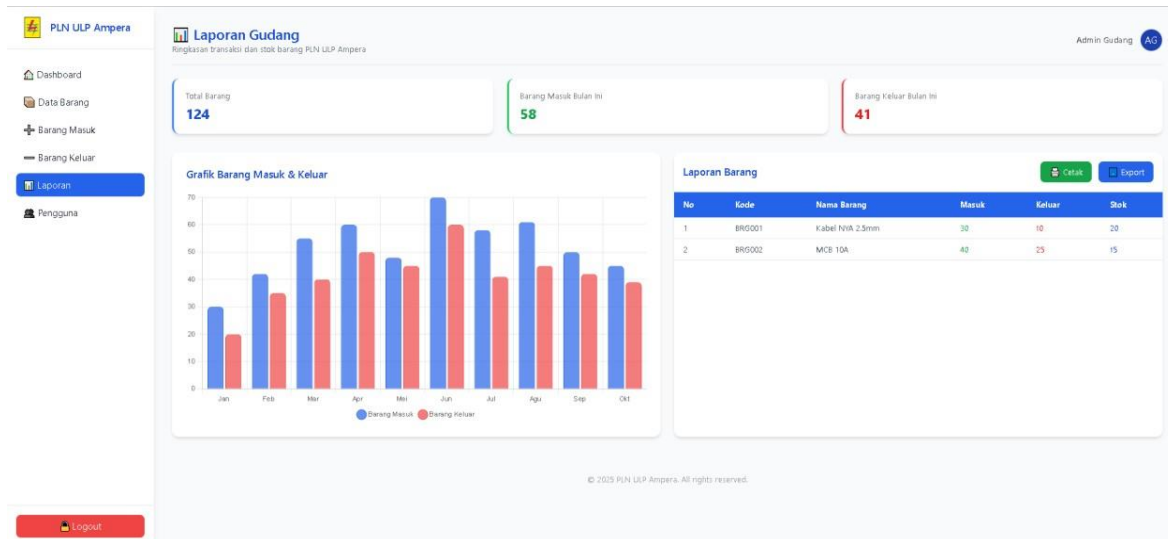 PLN ULP Ampera
Dashboard
Data Barang
Barang Masuk
Barang Keluar
Laporan
Pengguna
Logout
Laporan Gudang
Ringkasan transaksi dan stok barang PLN ULP Ampera
Admin Gudang AG
Total Barang
124
Barang Masuk Bulan Ini
58
Barang Keluar Bulan Ini
41
Grafik Barang Masuk & Keluar
70
60
50
40
30
20
10
0
Jan Feb Mar Apr Mei Jun Jul Agu Sep Okt
Barang Masuk Barang Keluar
Laporan Barang
Cetak Export
No Kode Nama Barang Masuk Keluar Stok
1 BRG001 Kabel NYA 2.5mm 30 10 20
2 BRG002 MCB 10A 40 25 15
© 2025 PLN ULP Ampera. All rights reserved.